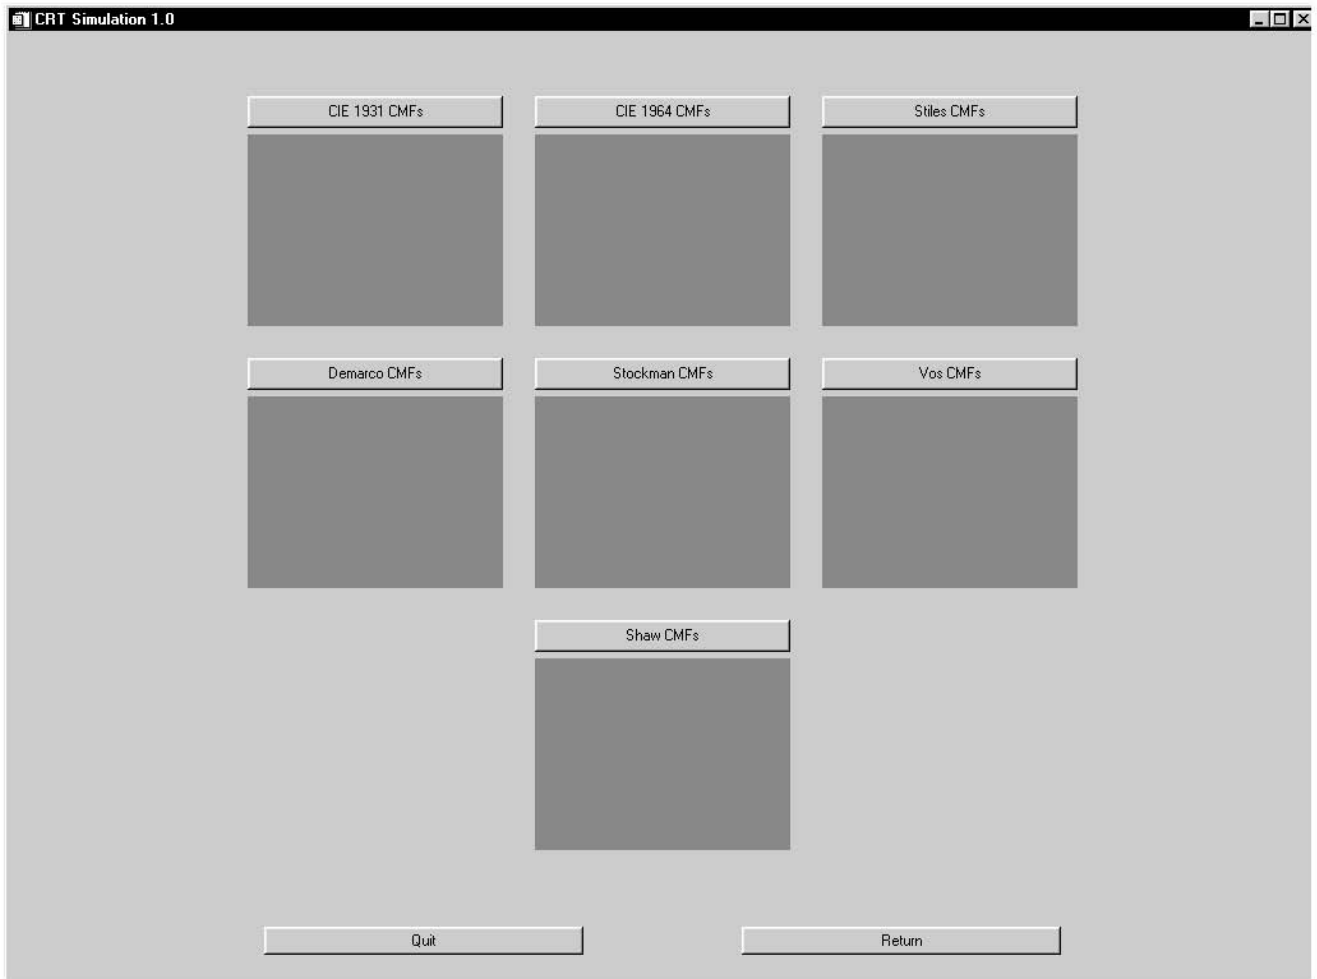 CRT Simulation 1.0
CIE 1931 CMFs
CIE 1964 CMFs
Stiles CMFs
Demarco CMFs
Stockman CMFs
Vos CMFs
Shaw CMFs
Quit
Return